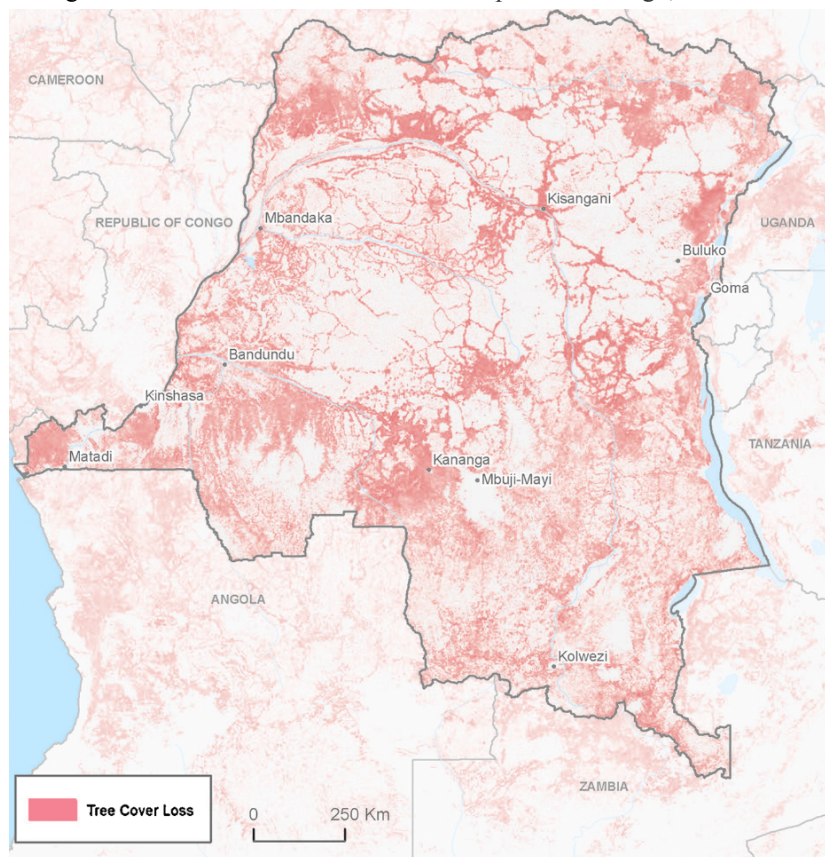 CAMEROON
Kisangani
REPUBLIC OF CONGO
UGANDA
Mbandaka
Buluko
Goma
Bandundu
Kinshasa
TANZANIA
Matadi
Kananga
Mbuji-Mayi
ANGOLA
Kolwezi
ZAMBIA
Tree Cover Loss
0 250 Km